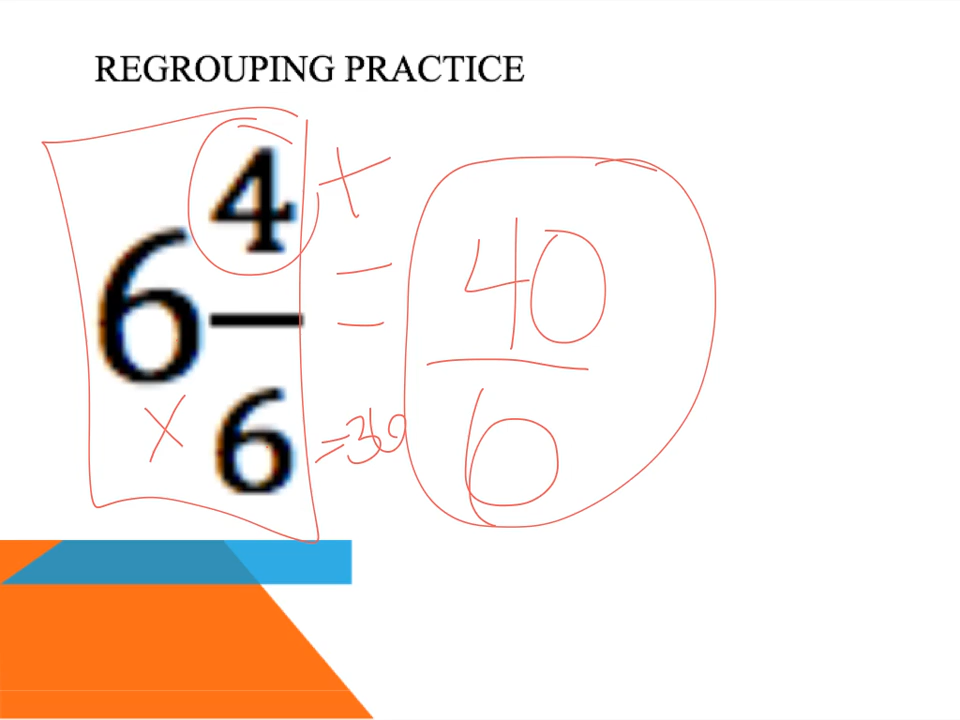 REGROUPING PRACTICE
4 +
6 — = 40
× 6 =36 6